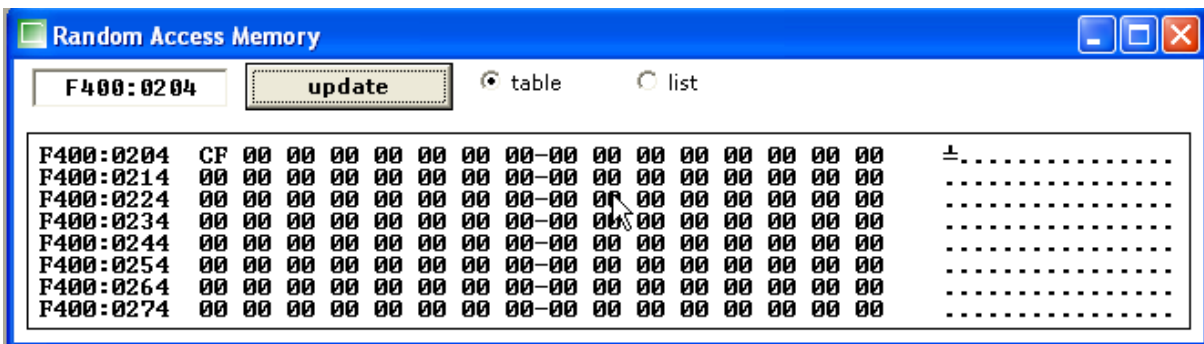 Random Access Memory
F400:0204 update table list
F400:0204 CF 00 00 00 00 00 00 00-00 00 00 00 00 00 00 00 ╧...............
F400:0214 00 00 00 00 00 00 00 00-00 00 00 00 00 00 00 00 ................
F400:0224 00 00 00 00 00 00 00 00-00 00 00 00 00 00 00 00 ................
F400:0234 00 00 00 00 00 00 00 00-00 00 00 00 00 00 00 00 ................
F400:0244 00 00 00 00 00 00 00 00-00 00 00 00 00 00 00 00 ................
F400:0254 00 00 00 00 00 00 00 00-00 00 00 00 00 00 00 00 ................
F400:0264 00 00 00 00 00 00 00 00-00 00 00 00 00 00 00 00 ................
F400:0274 00 00 00 00 00 00 00 00-00 00 00 00 00 00 00 00 ................